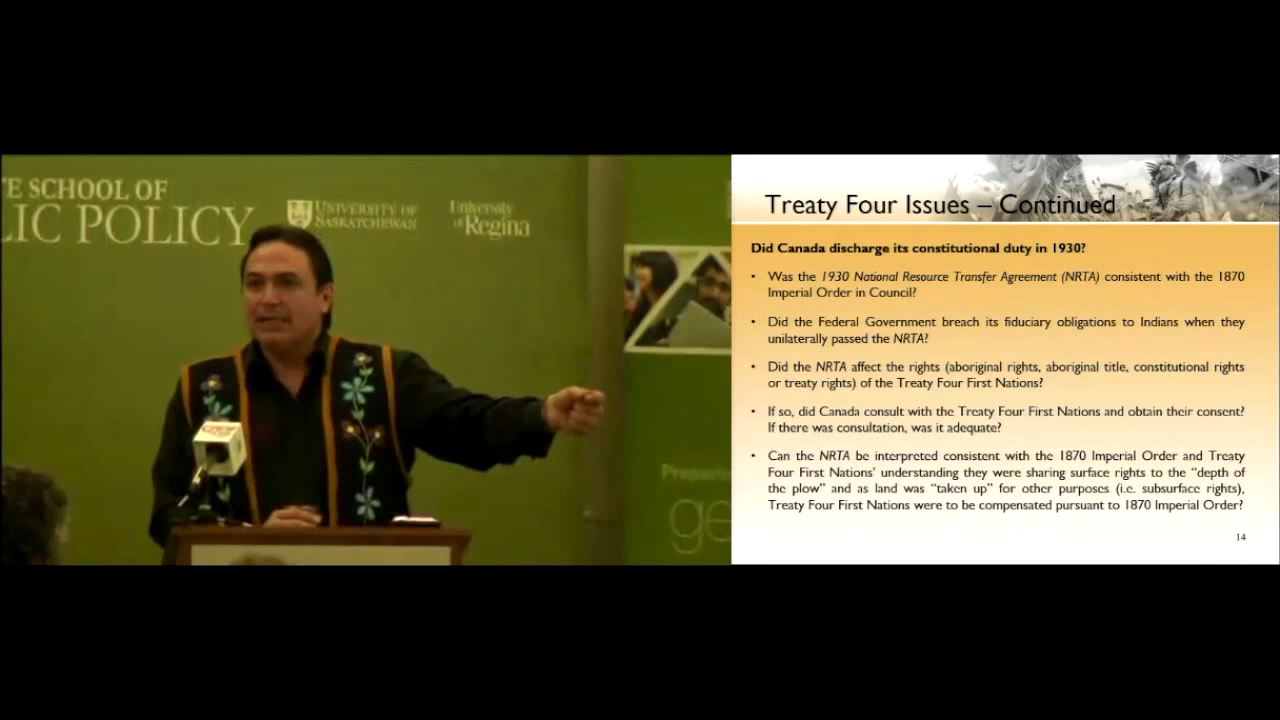 TE SCHOOL OF
LIC POLICY
UNIVERSITY OF
SASKATCHEWAN
University
of Regina
Treaty Four Issues – Continued
Did Canada discharge its constitutional duty in 1930?
• Was the 1930 National Resource Transfer Agreement (NRTA) consistent with the 1870
Imperial Order in Council?
• Did the Federal Government breach its fiduciary obligations to Indians when they
unilaterally passed the NRTA?
• Did the NRTA affect the rights (aboriginal rights, aboriginal title, constitutional rights
or treaty rights) of the Treaty Four First Nations?
• If so, did Canada consult with the Treaty Four First Nations and obtain their consent?
If there was consultation, was it adequate?
• Can the NRTA be interpreted consistent with the 1870 Imperial Order and Treaty
Four First Nations’ understanding they were sharing surface rights to the “depth of
the plow” and as land was “taken up” for other purposes (i.e. subsurface rights),
Treaty Four First Nations were to be compensated pursuant to 1870 Imperial Order?
14